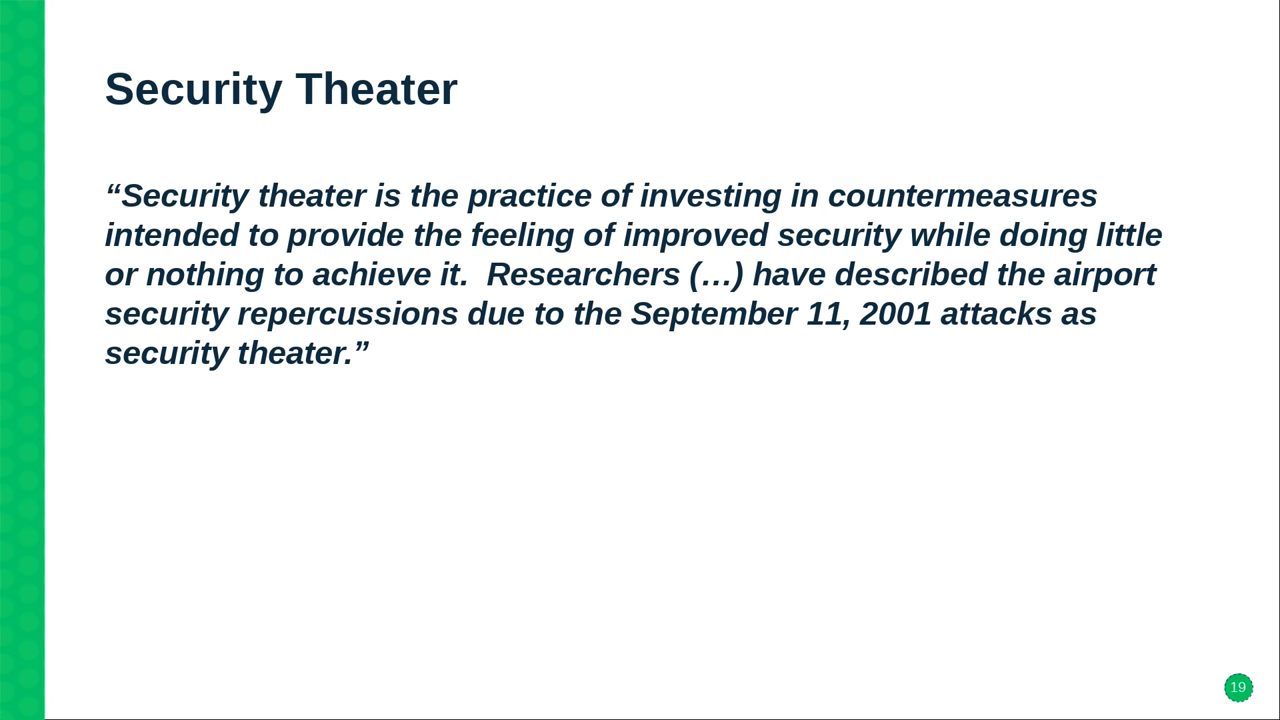 Security Theater
“Security theater is the practice of investing in countermeasures
intended to provide the feeling of improved security while doing little
or nothing to achieve it.  Researchers (…) have described the airport
security repercussions due to the September 11, 2001 attacks as
security theater.”
19